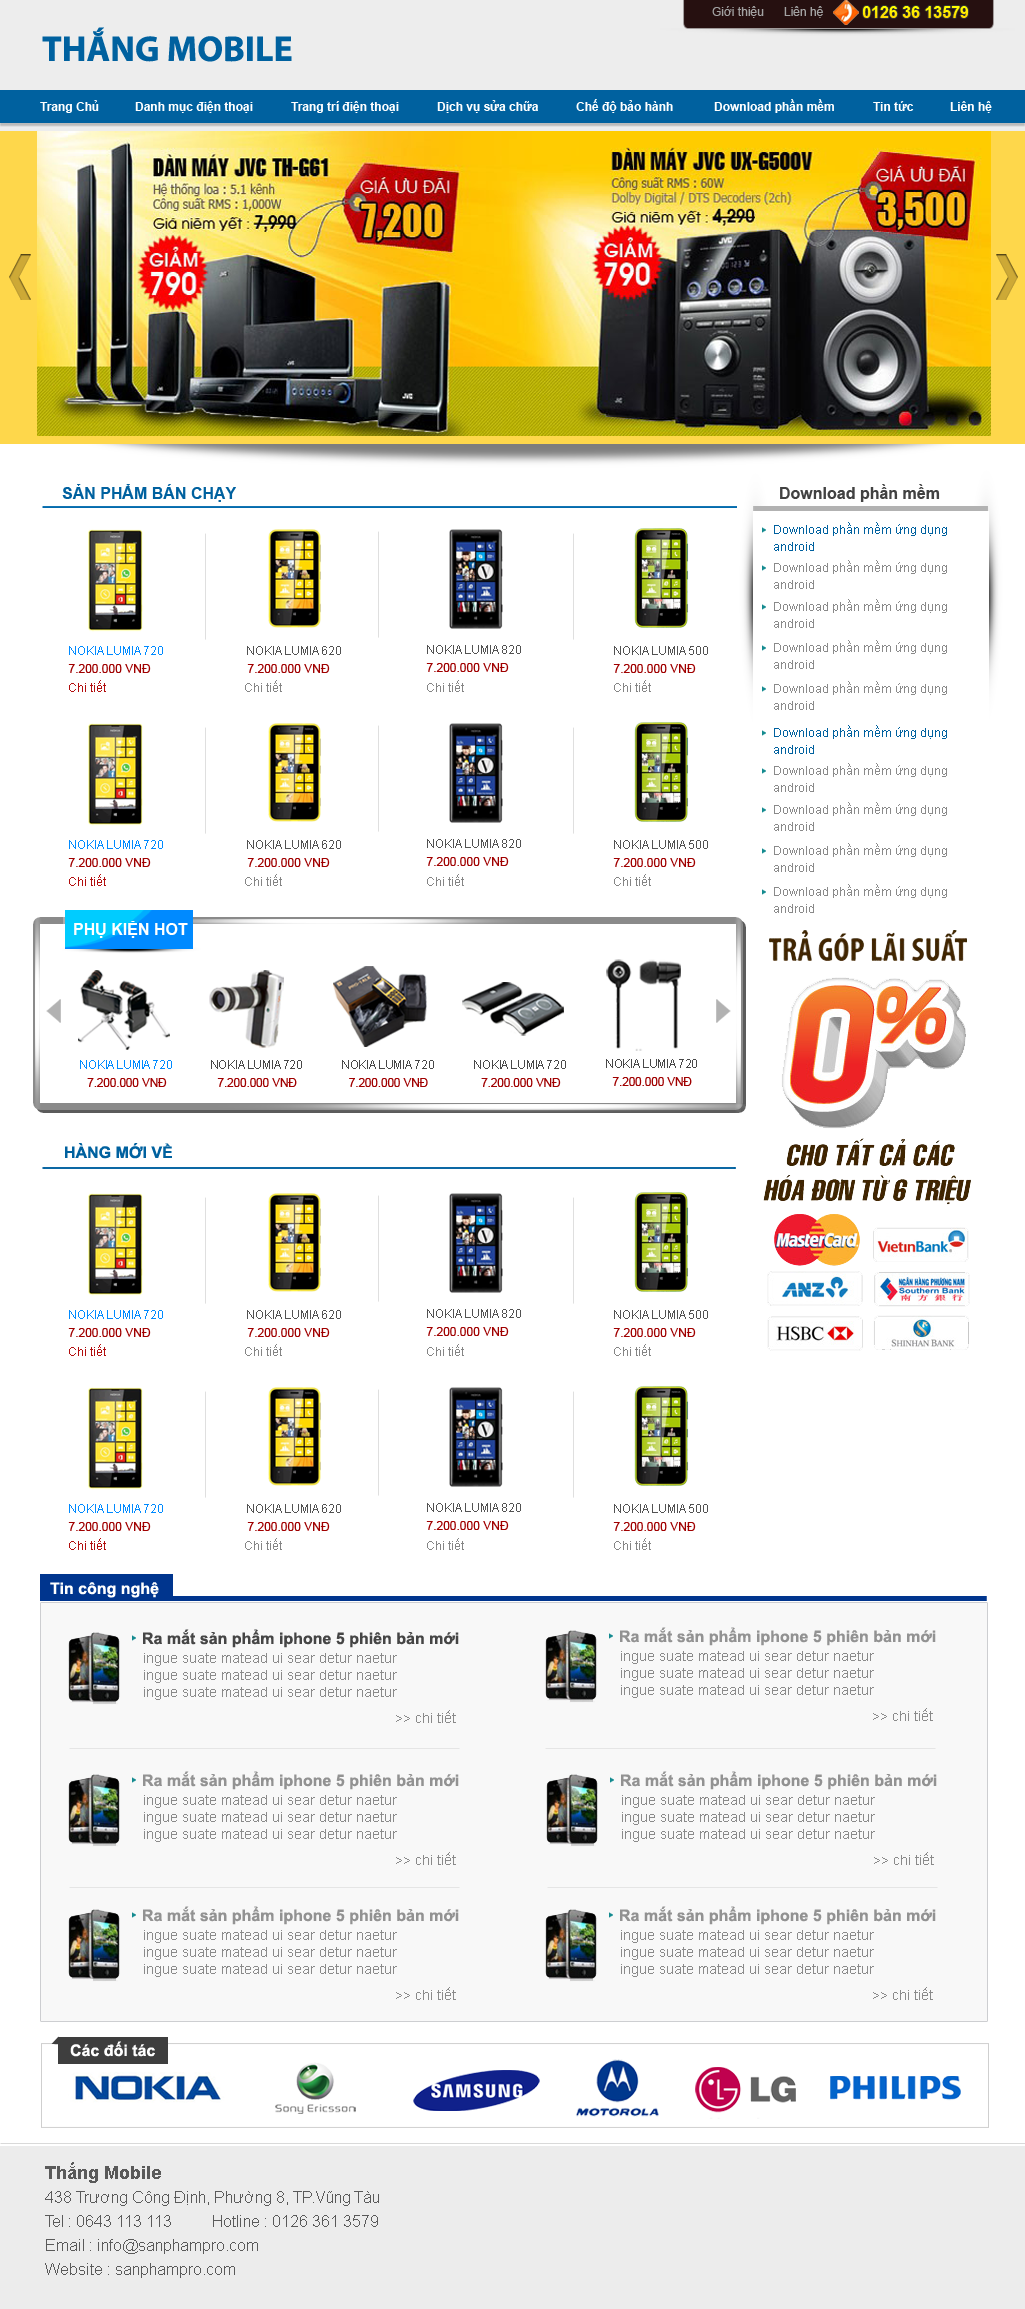 Giới thiệu Liên hệ 0126 36 13579
THẮNG MOBILE
Trang Chủ Danh mục điện thoại Trang trí điện thoại Dịch vụ sửa chữa Chế độ bảo hành Download phần mềm Tin tức Liên hệ
DÀN MÁY JVC TH-G61
Hệ thống loa : 5.1 kênh
Công suất RMS : 1,000W
Giá niêm yết : 7,990
GIÁ ƯU ĐÃI
7,200
GIẢM
790
DÀN MÁY JVC UX-G500V
Công suất RMS : 60W
Dolby Digital / DTS Decoders (2ch)
Giá niêm yết : 4,290
GIÁ ƯU ĐÃI
3,500
GIẢM
790
SẢN PHẨM BÁN CHẠY
NOKIA LUMIA 720 NOKIA LUMIA 620 NOKIA LUMIA 820 NOKIA LUMIA 500
7.200.000 VNĐ 7.200.000 VNĐ 7.200.000 VNĐ 7.200.000 VNĐ
Chi tiết Chi tiết Chi tiết Chi tiết
NOKIA LUMIA 720 NOKIA LUMIA 620 NOKIA LUMIA 820 NOKIA LUMIA 500
7.200.000 VNĐ 7.200.000 VNĐ 7.200.000 VNĐ 7.200.000 VNĐ
Chi tiết Chi tiết Chi tiết Chi tiết
Download phần mềm
Download phần mềm ứng dụng
android
Download phần mềm ứng dụng
android
Download phần mềm ứng dụng
android
Download phần mềm ứng dụng
android
Download phần mềm ứng dụng
android
Download phần mềm ứng dụng
android
Download phần mềm ứng dụng
android
Download phần mềm ứng dụng
android
Download phần mềm ứng dụng
android
Download phần mềm ứng dụng
android
PHỤ KIỆN HOT
NOKIA LUMIA 720 NOKIA LUMIA 720 NOKIA LUMIA 720 NOKIA LUMIA 720 NOKIA LUMIA 720
7.200.000 VNĐ 7.200.000 VNĐ 7.200.000 VNĐ 7.200.000 VNĐ 7.200.000 VNĐ
TRẢ GÓP LÃI SUẤT
0%
CHO TẤT CẢ CÁC
HÓA ĐƠN TỪ 6 TRIỆU
MasterCard VietinBank
ANZ NGÂN HÀNG PHƯƠNG NAM
Southern Bank
南方銀行
HSBC SHINHAN BANK
HÀNG MỚI VỀ
NOKIA LUMIA 720 NOKIA LUMIA 620 NOKIA LUMIA 820 NOKIA LUMIA 500
7.200.000 VNĐ 7.200.000 VNĐ 7.200.000 VNĐ 7.200.000 VNĐ
Chi tiết Chi tiết Chi tiết Chi tiết
NOKIA LUMIA 720 NOKIA LUMIA 620 NOKIA LUMIA 820 NOKIA LUMIA 500
7.200.000 VNĐ 7.200.000 VNĐ 7.200.000 VNĐ 7.200.000 VNĐ
Chi tiết Chi tiết Chi tiết Chi tiết
Tin công nghệ
Ra mắt sản phẩm iphone 5 phiên bản mới
ingue suate matead ui sear detur naetur
ingue suate matead ui sear detur naetur
ingue suate matead ui sear detur naetur
>> chi tiết
Ra mắt sản phẩm iphone 5 phiên bản mới
ingue suate matead ui sear detur naetur
ingue suate matead ui sear detur naetur
ingue suate matead ui sear detur naetur
>> chi tiết
Ra mắt sản phẩm iphone 5 phiên bản mới
ingue suate matead ui sear detur naetur
ingue suate matead ui sear detur naetur
ingue suate matead ui sear detur naetur
>> chi tiết
Ra mắt sản phẩm iphone 5 phiên bản mới
ingue suate matead ui sear detur naetur
ingue suate matead ui sear detur naetur
ingue suate matead ui sear detur naetur
>> chi tiết
Ra mắt sản phẩm iphone 5 phiên bản mới
ingue suate matead ui sear detur naetur
ingue suate matead ui sear detur naetur
ingue suate matead ui sear detur naetur
>> chi tiết
Ra mắt sản phẩm iphone 5 phiên bản mới
ingue suate matead ui sear detur naetur
ingue suate matead ui sear detur naetur
ingue suate matead ui sear detur naetur
>> chi tiết
Các đối tác
NOKIA Sony Ericsson SAMSUNG MOTOROLA LG PHILIPS
Thắng Mobile
438 Trương Công Định, Phường 8, TP.Vũng Tàu
Tel : 0643 113 113 Hotline : 0126 361 3579
Email : info@sanphampro.com
Website : sanphampro.com